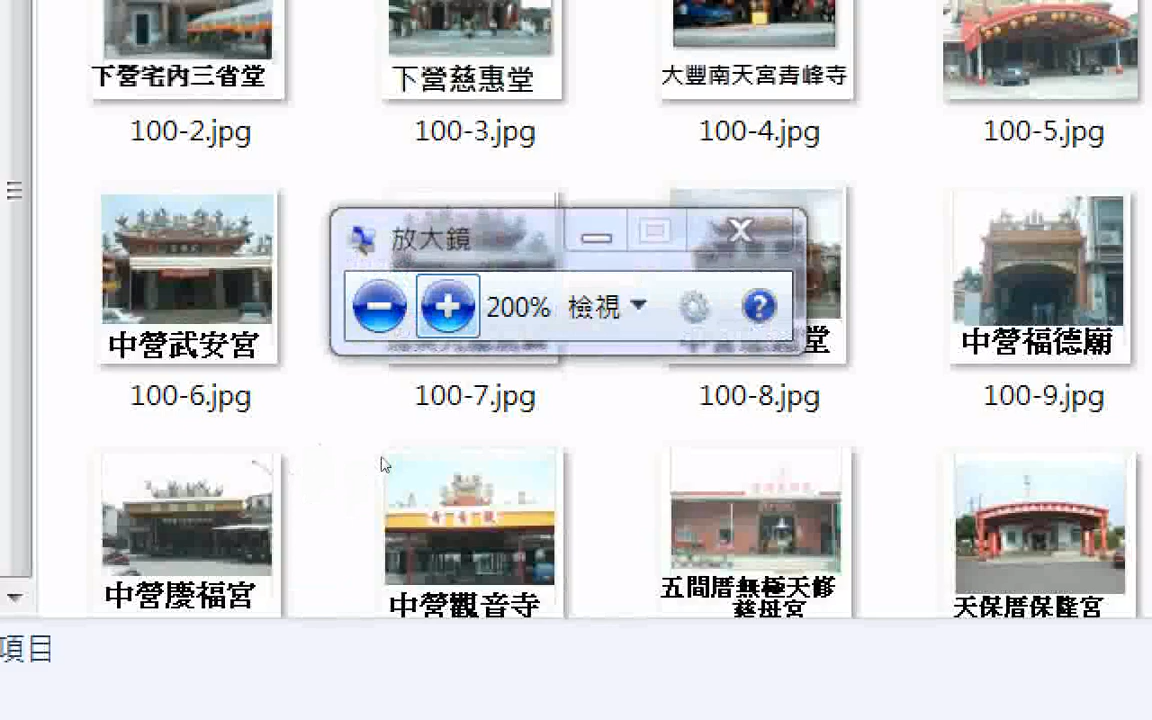 下營宅內三省堂
下營慈惠堂
大豐南天宮青峰寺
100-2.jpg
100-3.jpg
100-4.jpg
100-5.jpg
放大鏡
200% 檢視
中營武安宮
堂
中營福德廟
100-6.jpg
100-7.jpg
100-8.jpg
100-9.jpg
中營慶福宮
中營觀音寺
五間厝無極天修
慈母宮
天保厝保隆宮
項目